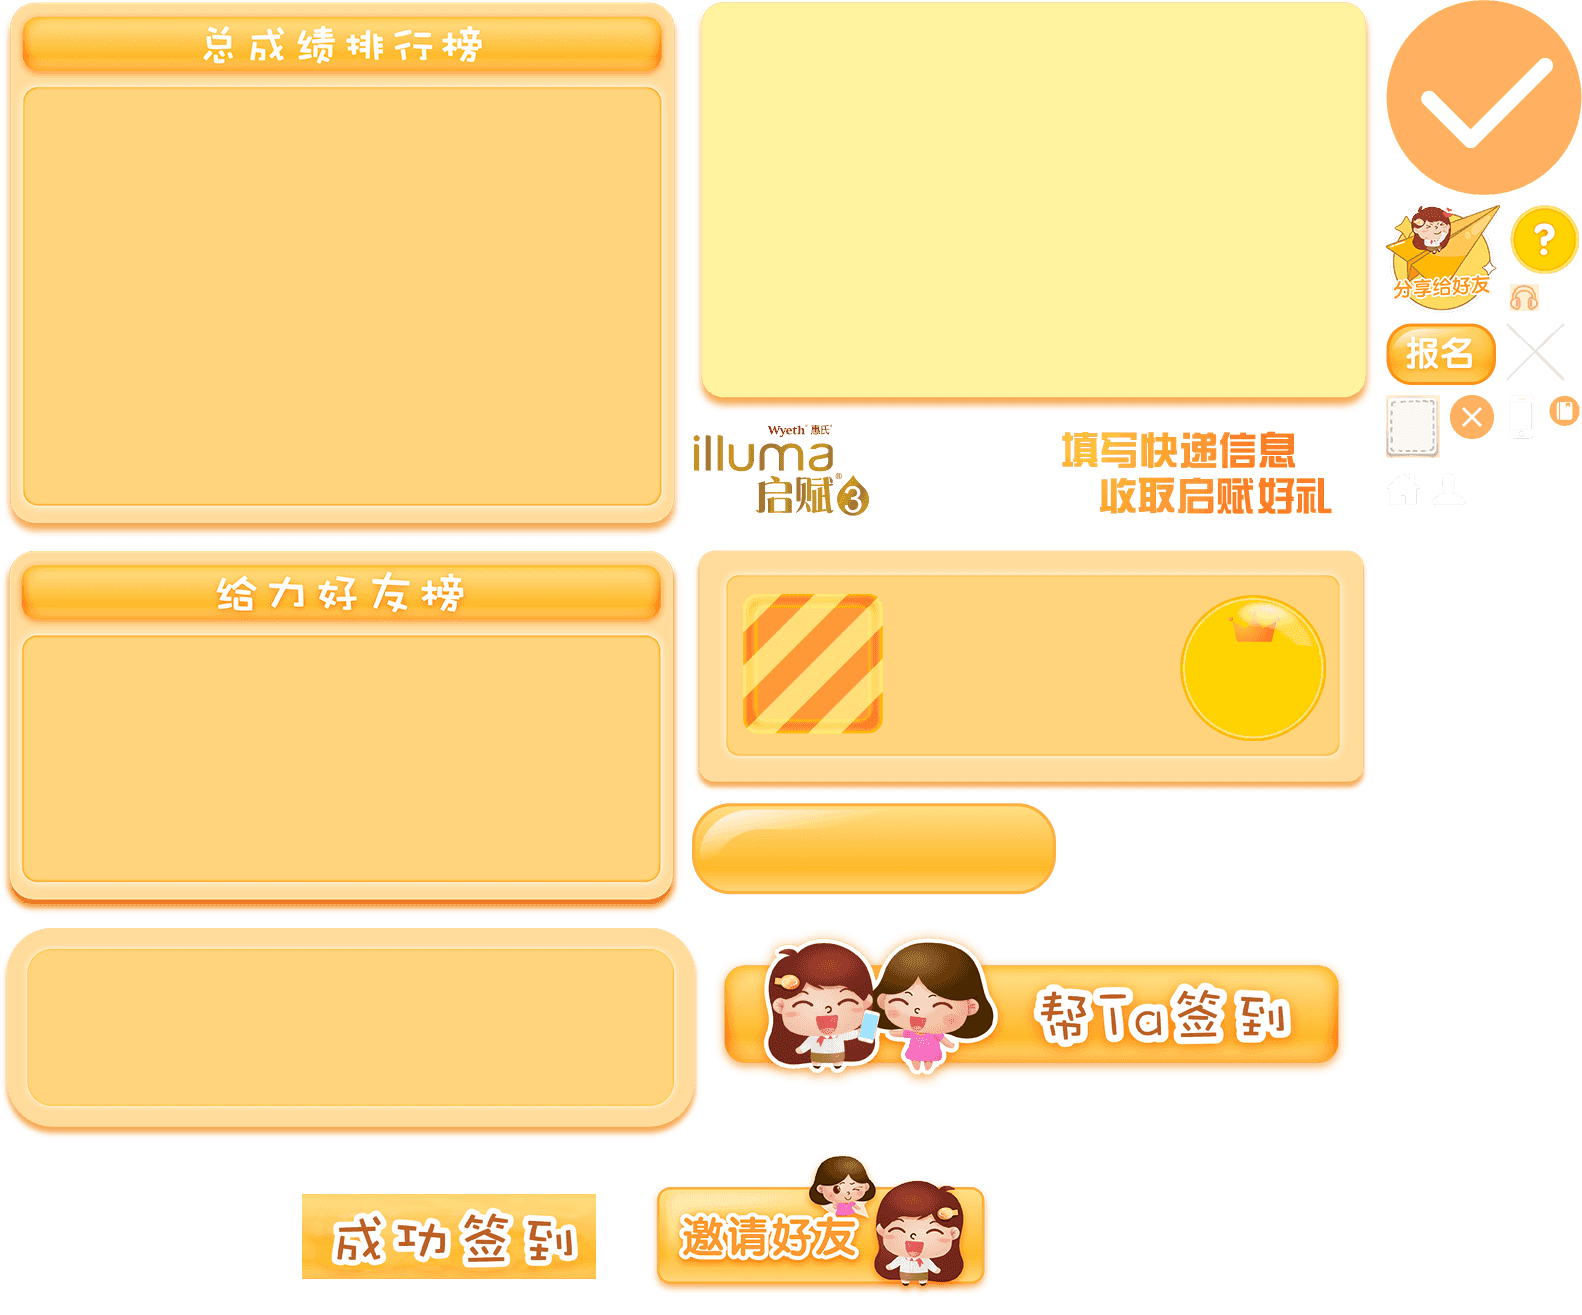 总成绩排行榜
分享给好友
?
报名
Wyeth® 惠氏®
illuma
启赋® 3
填写快递信息
收取启赋好礼
给力好友榜
帮Ta签到
成功签到
邀请好友